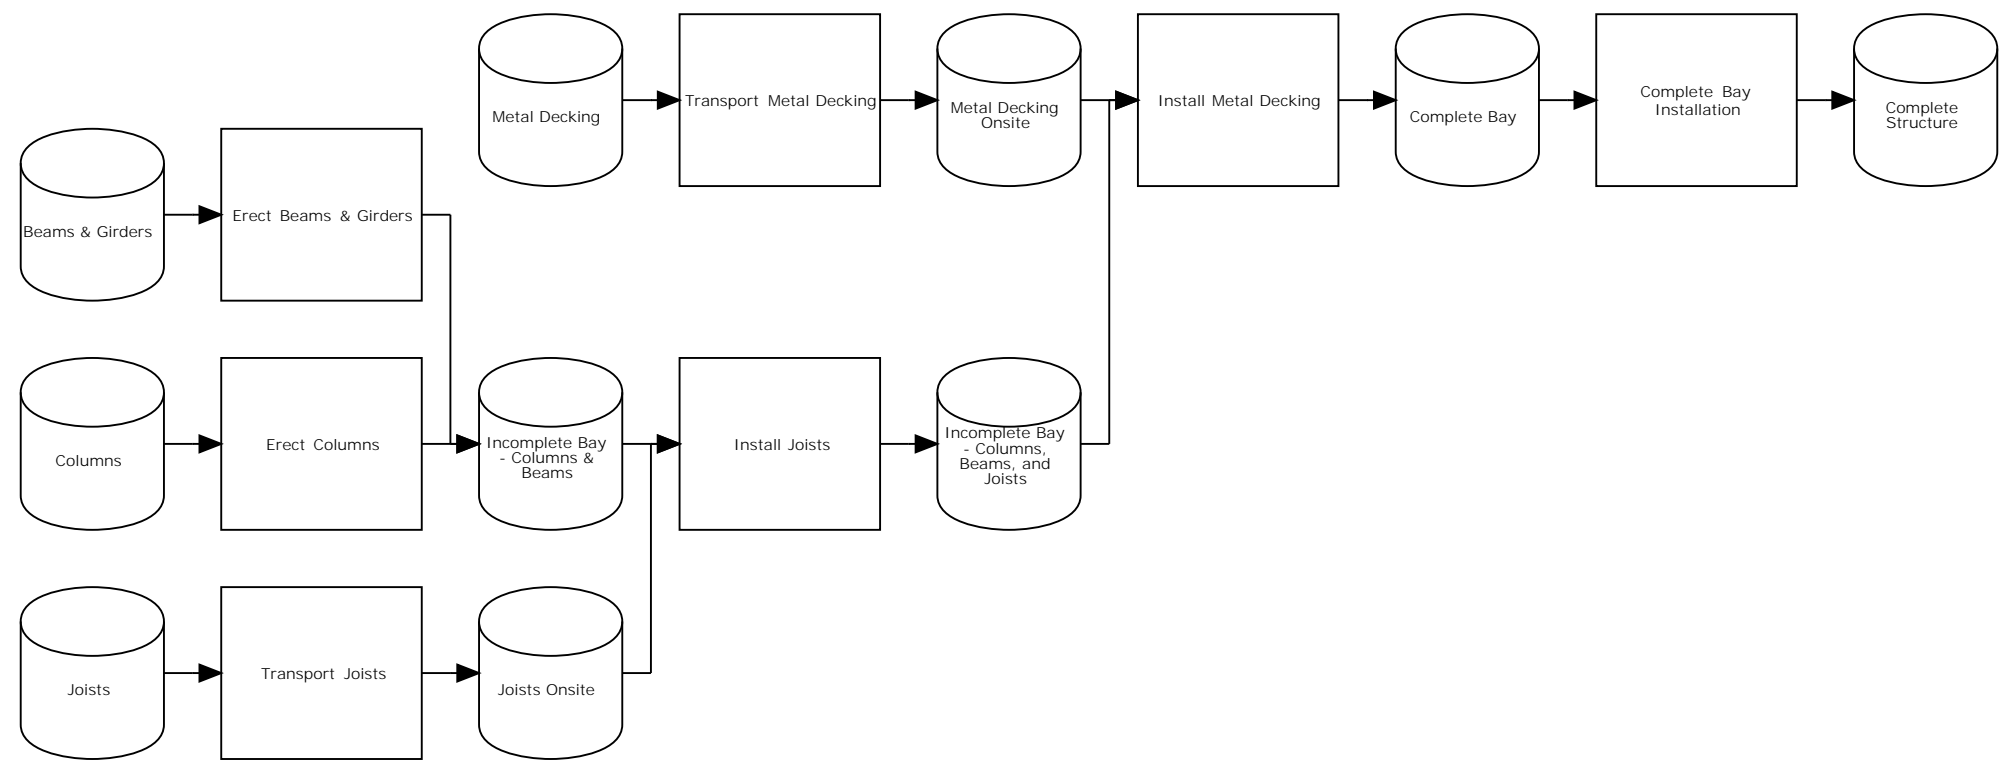 Metal Decking
Transport Metal Decking
Metal Decking
Onsite
Install Metal Decking
Complete Bay
Complete Bay
Installation
Complete
Structure
Beams & Girders
Erect Beams & Girders
Columns
Erect Columns
Incomplete Bay
- Columns &
Beams
Install Joists
Incomplete Bay
- Columns,
Beams, and
Joists
Joists
Transport Joists
Joists Onsite